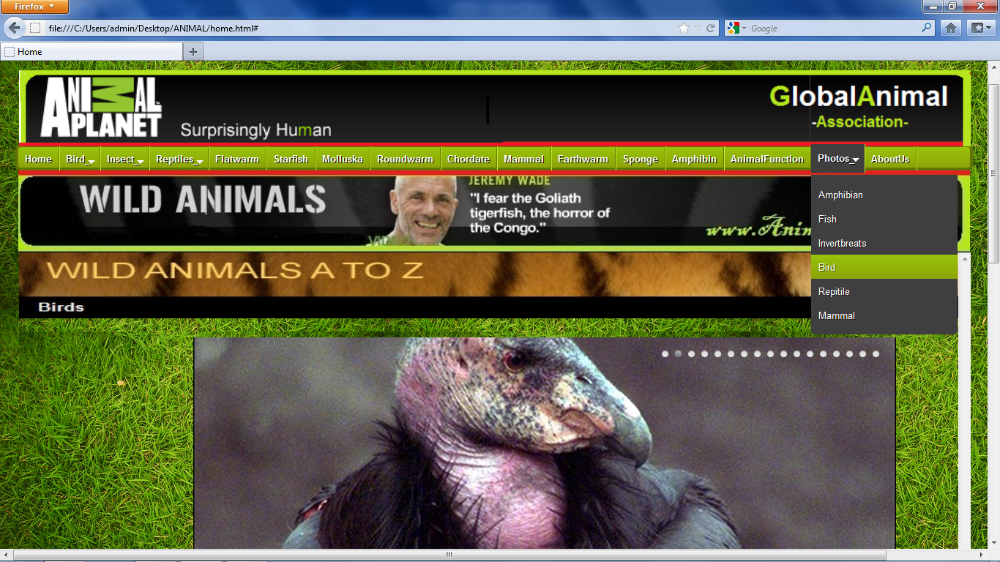 Firefox
file:///C:/Users/admin/Desktop/ANIMAL/home.html#
Google
Home
ANIMAL PLANET
Surprisingly Human
GlobalAnimal
-Association-
Home Bird Insect Reptiles Flatwarm Starfish Molluska Roundwarm Chordate Mammal Earthwarm Sponge Amphibin AnimalFunction Photos AboutUs
WILD ANIMALS
JEREMY WADE
"I fear the Goliath
tigerfish, the horror of
the Congo."
www.Anim
Amphibian
Fish
Invertbreats
Bird
Repitile
Mammal
WILD ANIMALS A TO Z
Birds